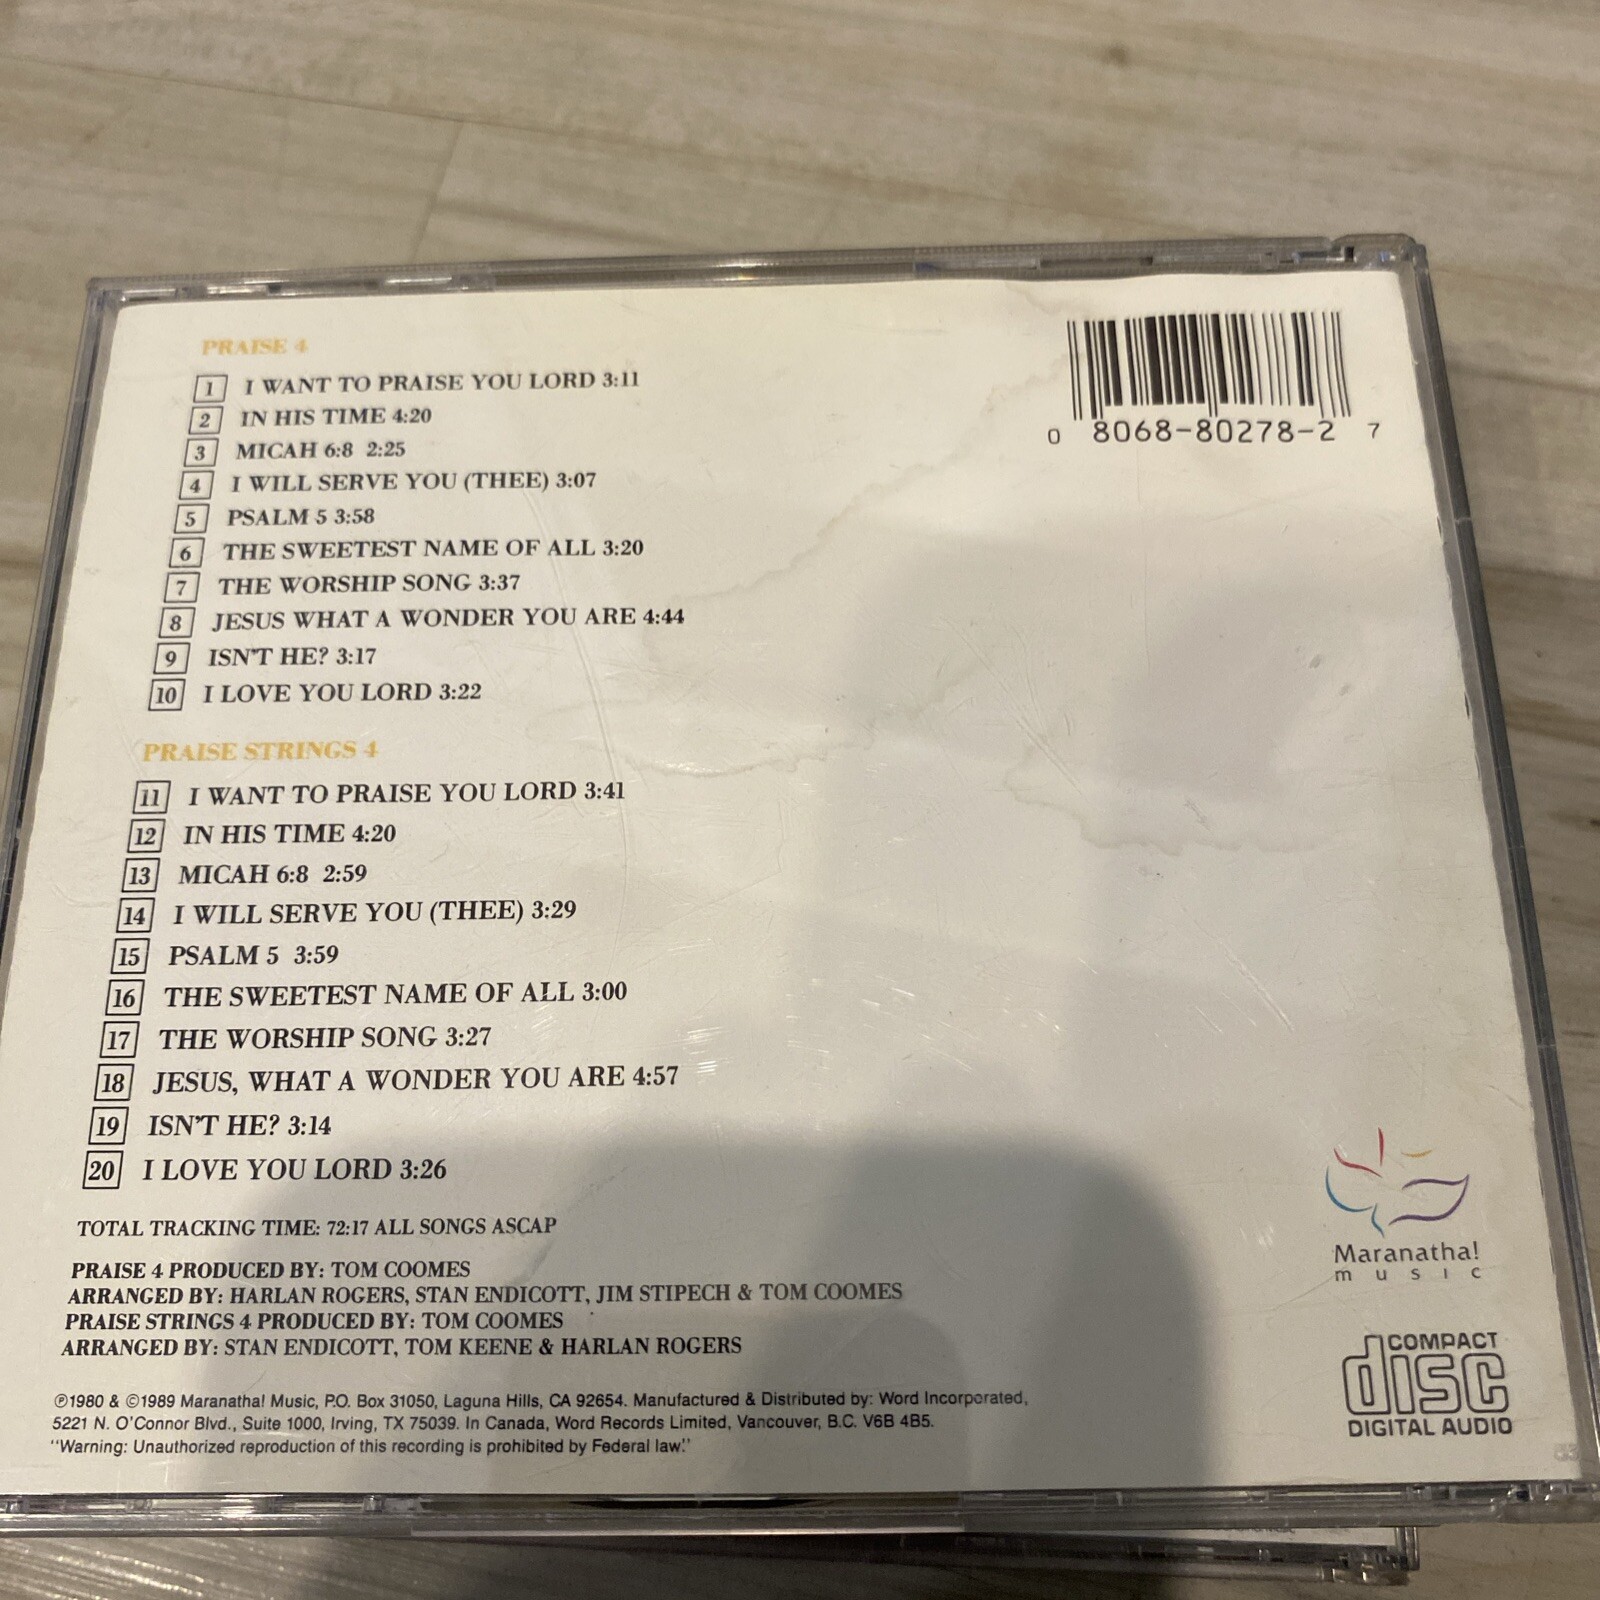 PRAISE 4
1 I WANT TO PRAISE YOU LORD 3:11
2 IN HIS TIME 4:20
3 MICAH 6:8 2:25
4 I WILL SERVE YOU (THEE) 3:07
5 PSALM 5 3:58
6 THE SWEETEST NAME OF ALL 3:20
7 THE WORSHIP SONG 3:37
8 JESUS WHAT A WONDER YOU ARE 4:44
9 ISN'T HE? 3:17
10 I LOVE YOU LORD 3:22
PRAISE STRINGS 4
11 I WANT TO PRAISE YOU LORD 3:41
12 IN HIS TIME 4:20
13 MICAH 6:8 2:59
14 I WILL SERVE YOU (THEE) 3:29
15 PSALM 5 3:59
16 THE SWEETEST NAME OF ALL 3:00
17 THE WORSHIP SONG 3:27
18 JESUS, WHAT A WONDER YOU ARE 4:57
19 ISN'T HE? 3:14
20 I LOVE YOU LORD 3:26
TOTAL TRACKING TIME: 72:17 ALL SONGS ASCAP
PRAISE 4 PRODUCED BY: TOM COOMES
ARRANGED BY: HARLAN ROGERS, STAN ENDICOTT, JIM STIPECH & TOM COOMES
PRAISE STRINGS 4 PRODUCED BY: TOM COOMES
ARRANGED BY: STAN ENDICOTT, TOM KEENE & HARLAN ROGERS
℗1980 & ©1989 Maranatha! Music, P.O. Box 31050, Laguna Hills, CA 92654. Manufactured & Distributed by: Word Incorporated,
5221 N. O'Connor Blvd., Suite 1000, Irving, TX 75039. In Canada, Word Records Limited, Vancouver, B.C. V6B 4B5.
"Warning: Unauthorized reproduction of this recording is prohibited by Federal law."
0 8068-80278-2 7
Maranatha!
music
COMPACT
disc
DIGITAL AUDIO